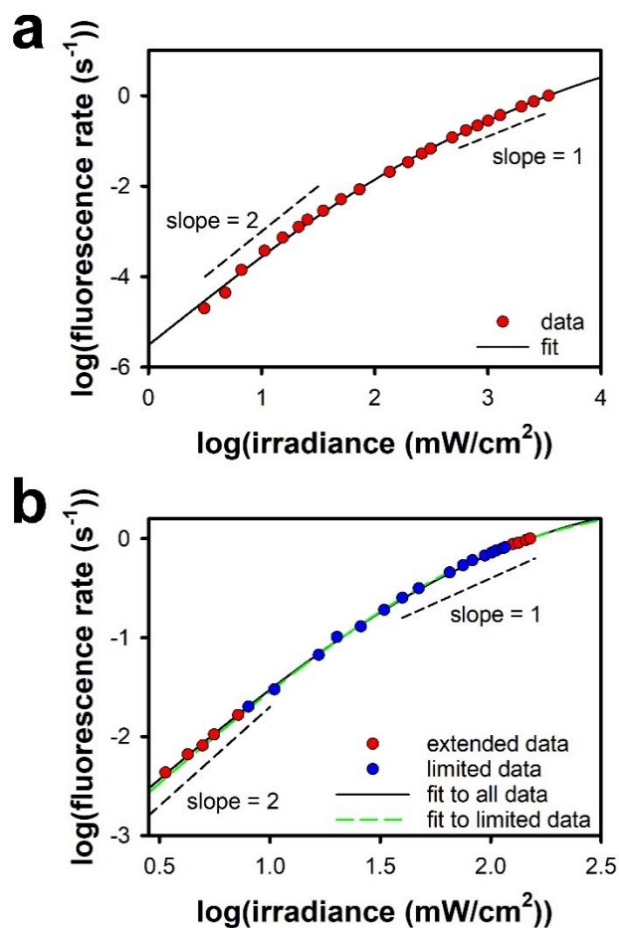 a
log(fluorescence rate (s⁻¹))
0
-2
-4
-6
slope = 2
slope = 1
data
fit
0 1 2 3 4
log(irradiance (mW/cm²))
b
log(fluorescence rate (s⁻¹))
0
-1
-2
-3
slope = 1
slope = 2
extended data
limited data
fit to all data
fit to limited data
0.5 1.0 1.5 2.0 2.5
log(irradiance (mW/cm²))